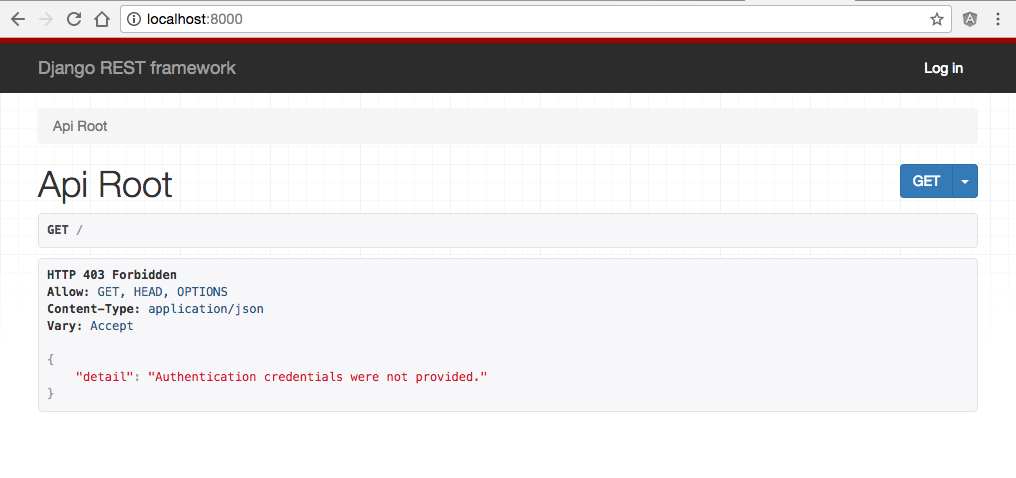 localhost:8000
Django REST framework Log in
Api Root
Api Root GET
GET /
HTTP 403 Forbidden
Allow: GET, HEAD, OPTIONS
Content-Type: application/json
Vary: Accept
{
"detail": "Authentication credentials were not provided."
}